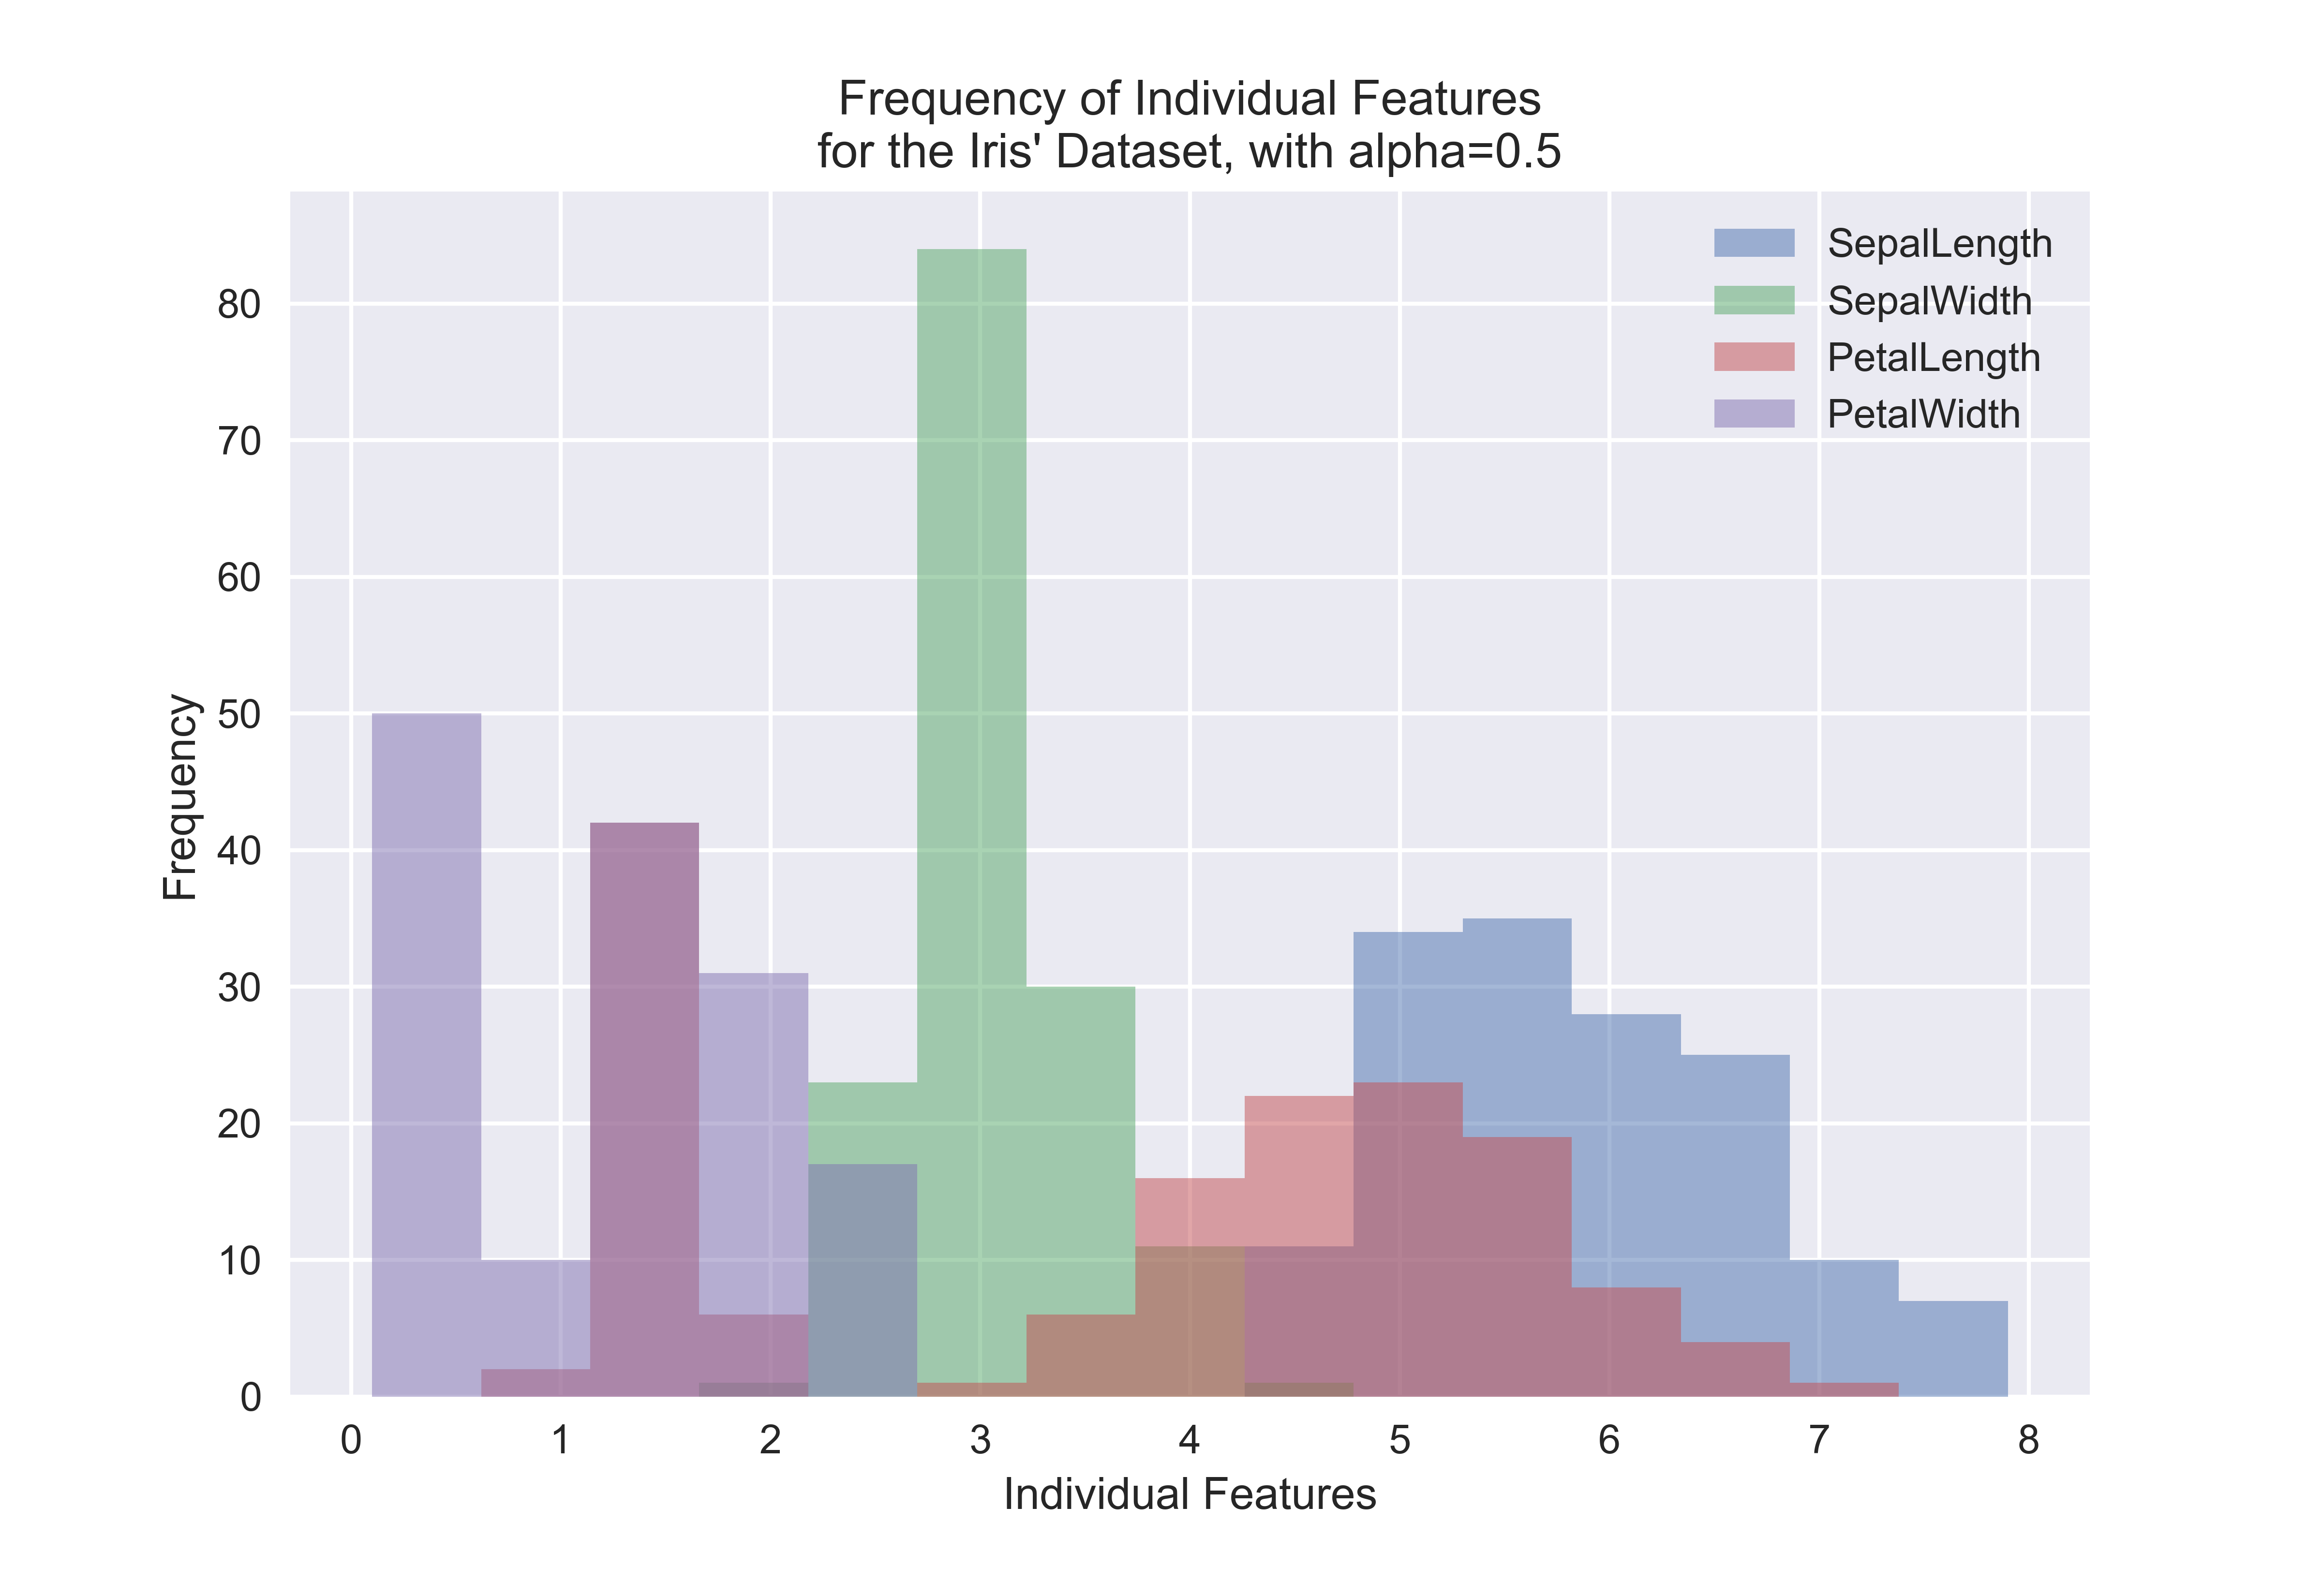 Frequency of Individual Features
for the Iris' Dataset, with alpha=0.5
SepalLength
SepalWidth
PetalLength
PetalWidth
Frequency
80
70
60
50
40
30
20
10
0
0 1 2 3 4 5 6 7 8
Individual Features